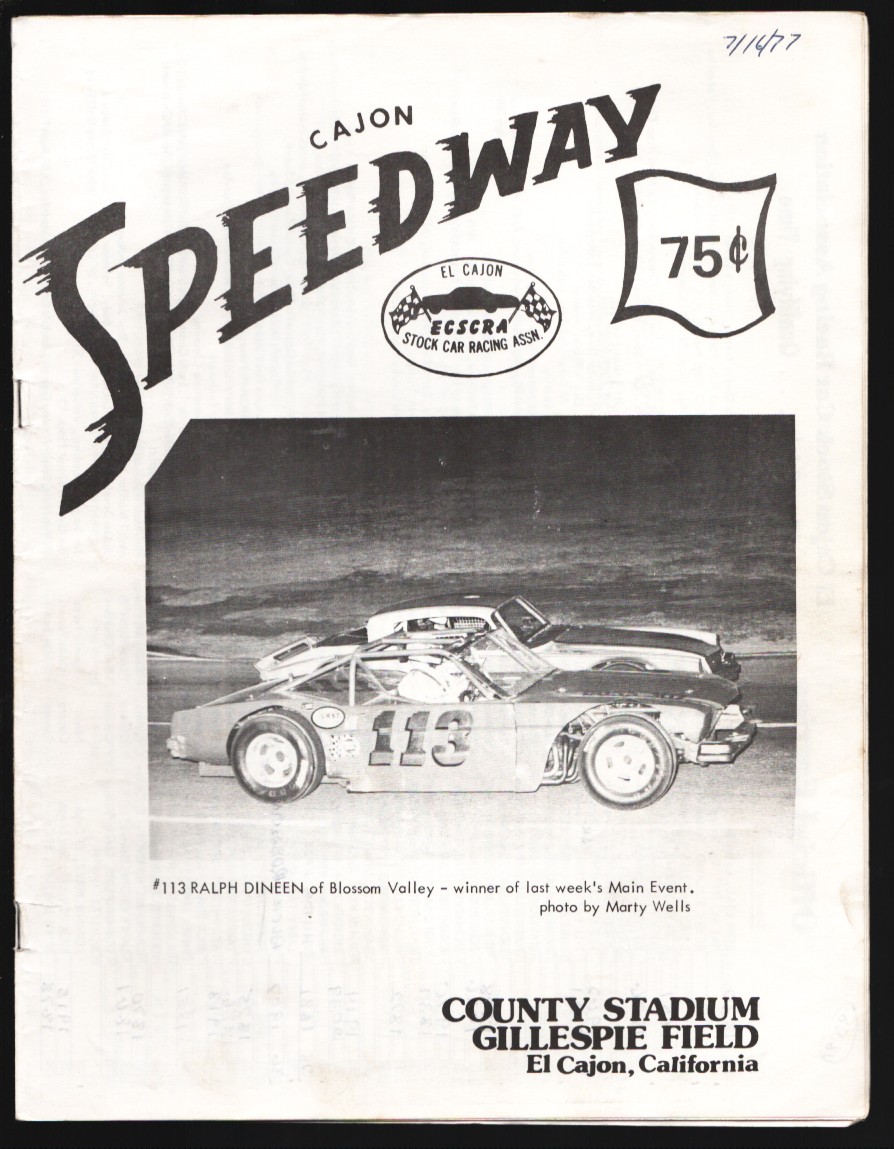 7/16/77
CAJON
SPEEDWAY
75¢
EL CAJON
ECSCRA
STOCK CAR RACING ASSN.
113
#113 RALPH DINEEN of Blossom Valley - winner of last week's Main Event.
photo by Marty Wells
COUNTY STADIUM
GILLESPIE FIELD
El Cajon, California